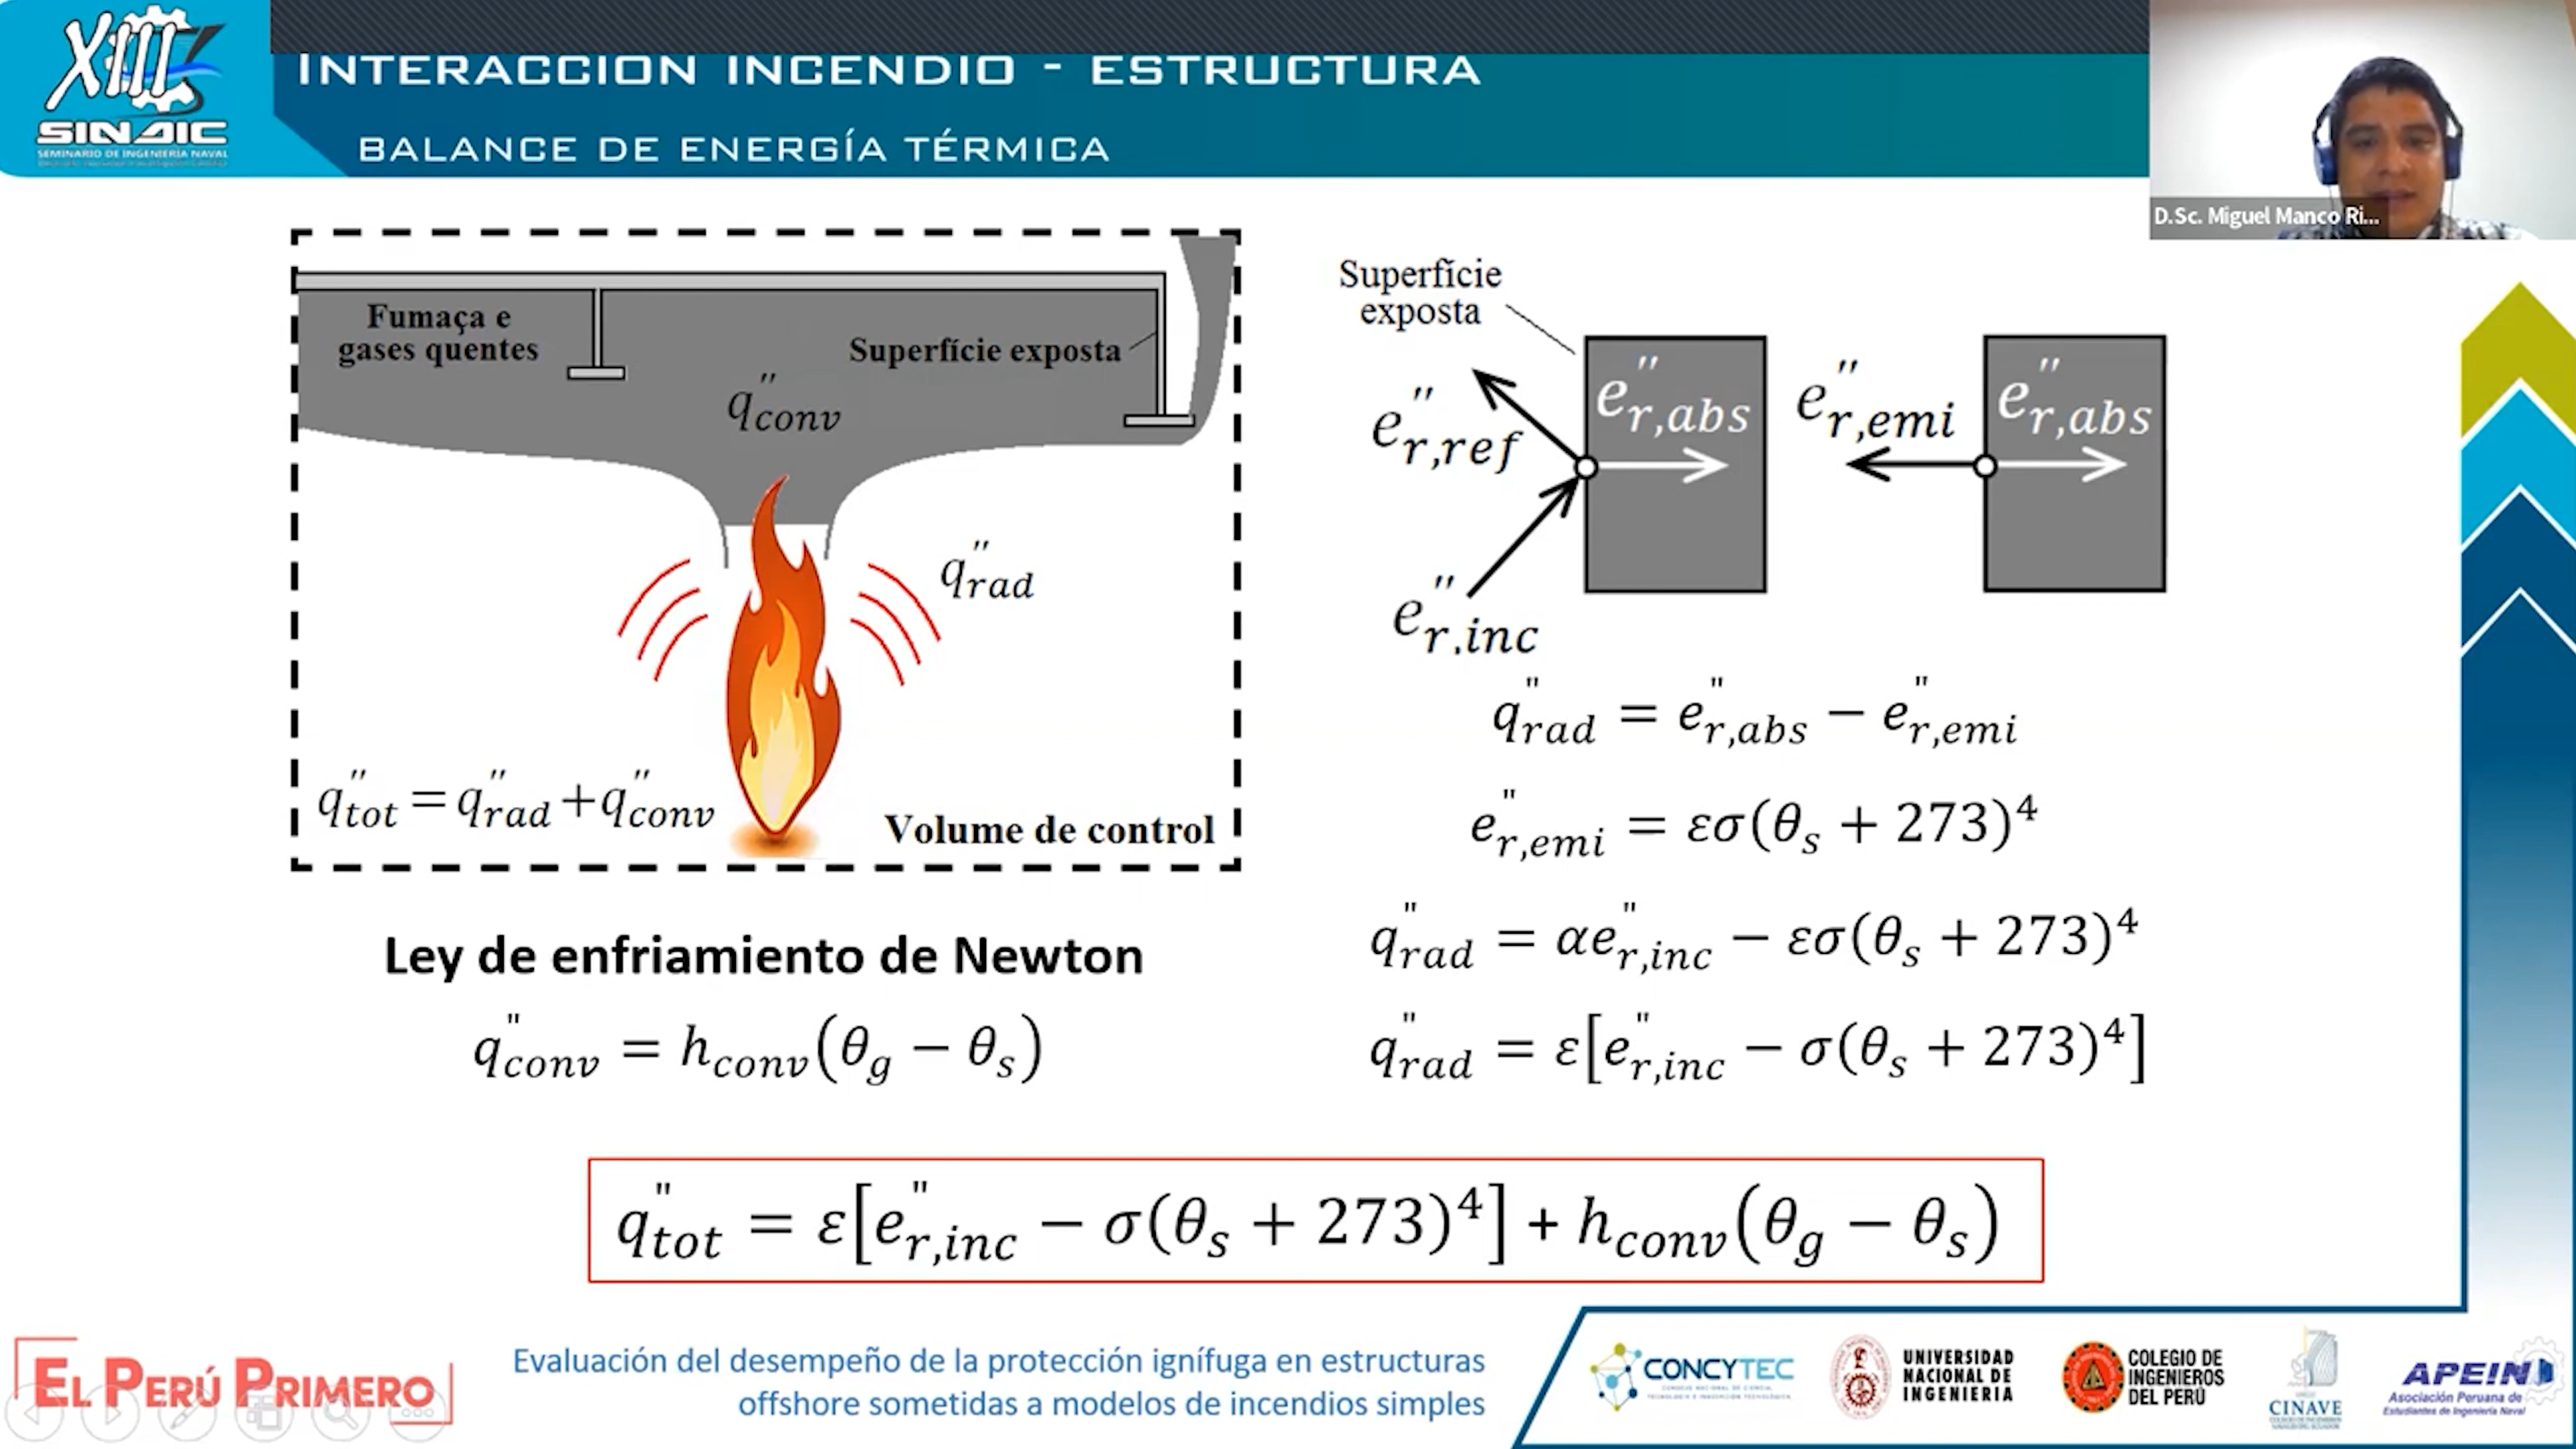 XIII
SINAIC
SEMINARIO DE INGENIERÍA NAVAL
INTERACCION INCENDIO - ESTRUCTURA
BALANCE DE ENERGÍA TÉRMICA
D.Sc. Miguel Manco Ri...
Fumaça e
gases quentes
Superfície exposta
q''conv
q''rad
q''tot = q''rad + q''conv
Volume de control
Ley de enfriamiento de Newton
q"conv = hconv(θg − θs)
Superfície
exposta
e''r,ref
e''r,abs
e''r,inc
e''r,emi
e''r,abs
q"rad = e"r,abs − e"r,emi
e"r,emi = εσ(θs + 273)⁴
q"rad = αe"r,inc − εσ(θs + 273)⁴
q"rad = ε[e"r,inc − σ(θs + 273)⁴]
q"tot = ε[e"r,inc − σ(θs + 273)⁴] + hconv(θg − θs)
EL PERÚ PRIMERO
Evaluación del desempeño de la protección ignífuga en estructuras
offshore sometidas a modelos de incendios simples
CONCYTEC
UNIVERSIDAD
NACIONAL DE
INGENIERIA
COLEGIO DE
INGENIEROS
DEL PERÚ
CINAVE
APEIN
Asociación Peruana de
Estudiantes de Ingeniería Naval